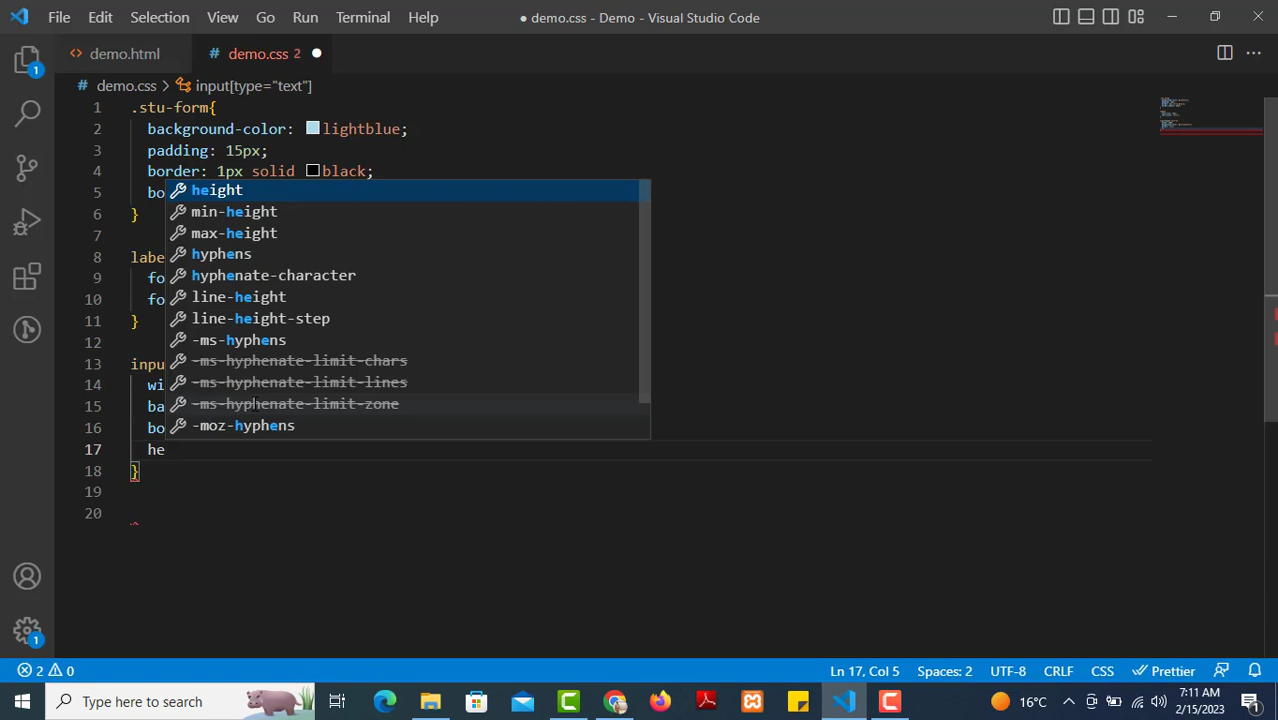 File Edit Selection View Go Run Terminal Help ● demo.css - Demo - Visual Studio Code
<> demo.html # demo.css 2
# demo.css > input[type="text"]
1 .stu-form{
2 background-color: lightblue;
3 padding: 15px;
4 border: 1px solid black;
5 bo
height
6 }
min-height
7
max-height
8 labe
hyphens
9 fo
hyphenate-character
10 fo
line-height
11 }
line-height-step
12
-ms-hyphens
13 inpu
-ms-hyphenate-limit-chars
14 wi
-ms-hyphenate-limit-lines
15 ba
-ms-hyphenate-limit-zone
16 bo
-moz-hyphens
17 he
18 }
19
20
1
1
2 0 Ln 17, Col 5 Spaces: 2 UTF-8 CRLF CSS Prettier
Type here to search 16°C 7:11 AM
2/15/2023 1